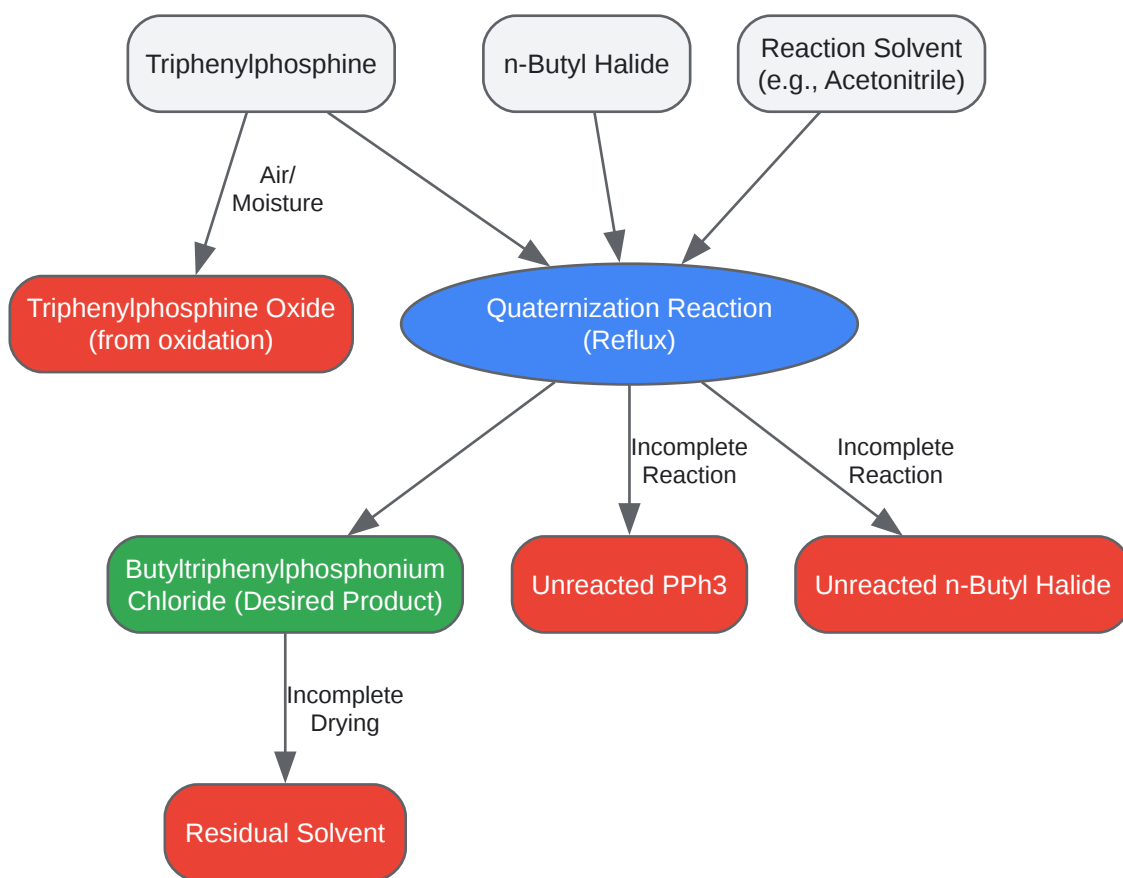 Triphenylphosphine
n-Butyl Halide
Reaction Solvent
(e.g., Acetonitrile)
Air/
Moisture
Triphenylphosphine Oxide
(from oxidation)
Quaternization Reaction
(Reflux)
Incomplete
Reaction
Incomplete
Reaction
Butyltriphenylphosphonium
Chloride (Desired Product)
Unreacted PPh3
Unreacted n-Butyl Halide
Incomplete
Drying
Residual Solvent